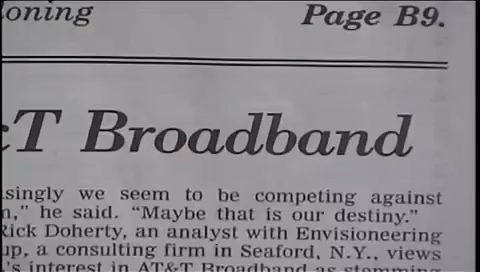 oning Page B9.
T Broadband
singly we seem to be competing against
n," he said. "Maybe that is our destiny."
Rick Doherty, an analyst with Envisioneering
up, a consulting firm in Seaford, N.Y., views
's interest in AT&T Broadband as stemming